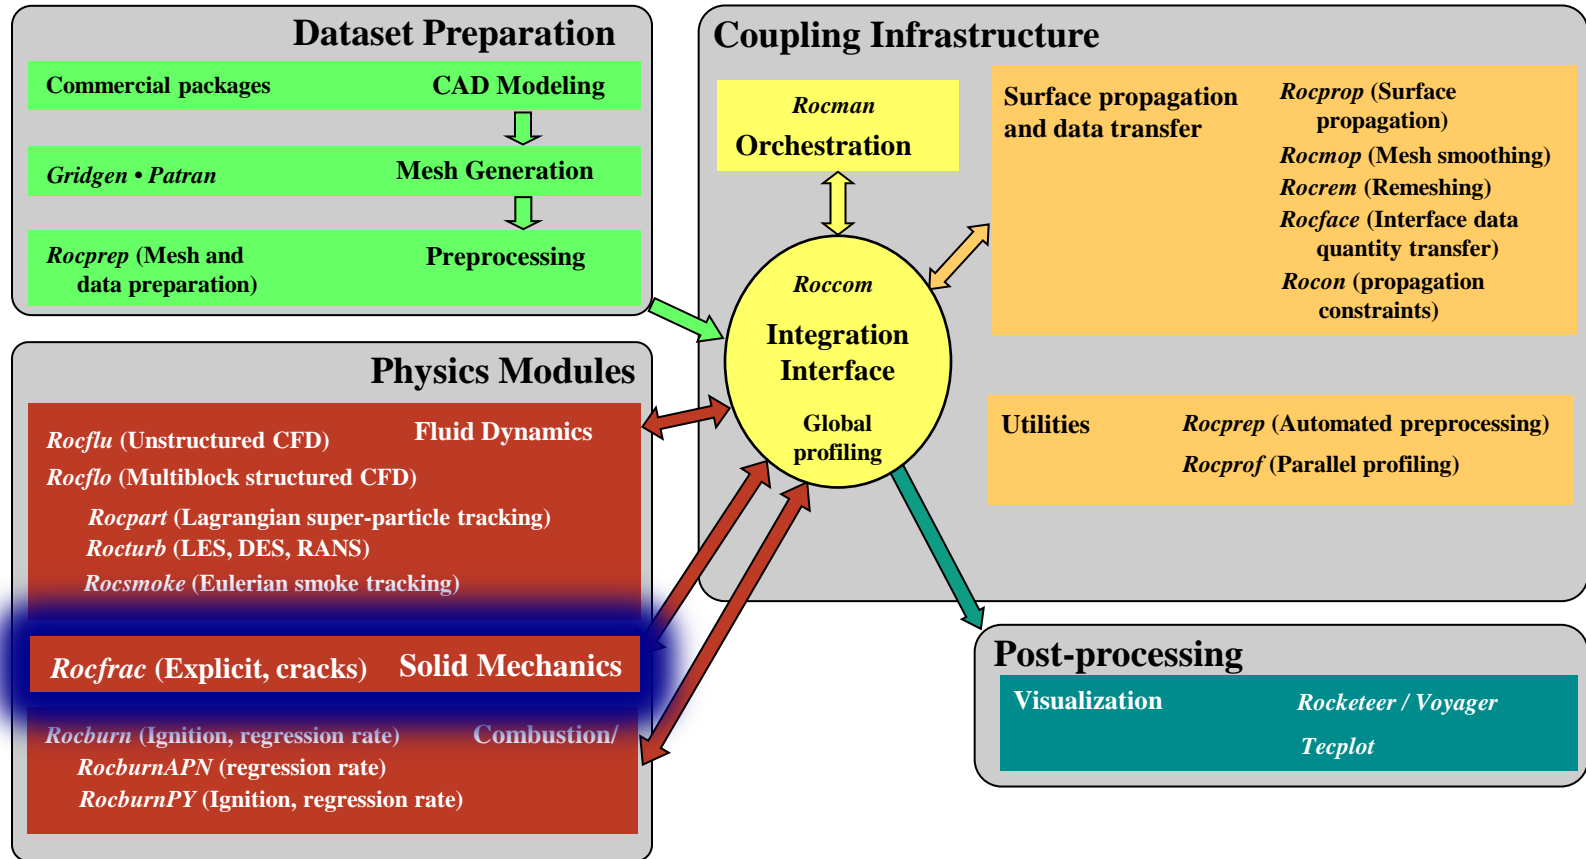 Dataset Preparation
Commercial packages
CAD Modeling
Gridgen • Patran
Mesh Generation
Rocprep (Mesh and
data preparation)
Preprocessing
Physics Modules
Rocflu (Unstructured CFD)
Fluid Dynamics
Rocflo (Multiblock structured CFD)
Rocpart (Lagrangian super-particle tracking)
Rocturb (LES, DES, RANS)
Rocsmoke (Eulerian smoke tracking)
Rocfrac (Explicit, cracks)
Solid Mechanics
Rocburn (Ignition, regression rate)
Combustion/
RocburnAPN (regression rate)
RocburnPY (Ignition, regression rate)
Coupling Infrastructure
Rocman
Orchestration
Roccom
Integration
Interface
Global
profiling
Surface propagation
and data transfer
Rocprop (Surface
propagation)
Rocmop (Mesh smoothing)
Rocrem (Remeshing)
Rocface (Interface data
quantity transfer)
Rocon (propagation
constraints)
Utilities
Rocprep (Automated preprocessing)
Rocprof (Parallel profiling)
Post-processing
Visualization
Rocketeer / Voyager
Tecplot